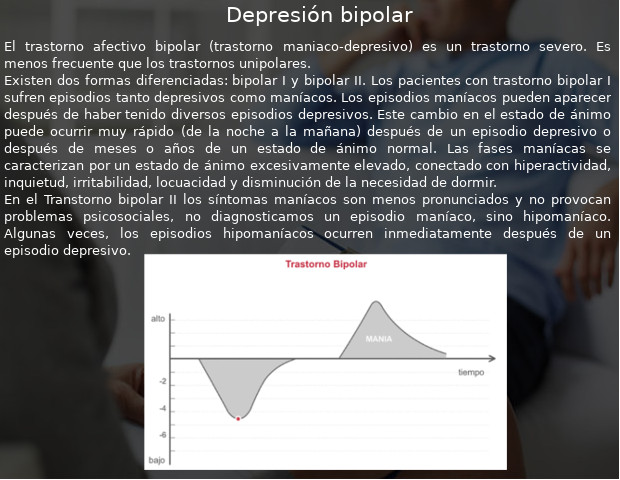 Depresión bipolar
El trastorno afectivo bipolar (trastorno maniaco-depresivo) es un trastorno severo. Es
menos frecuente que los trastornos unipolares.
Existen dos formas diferenciadas: bipolar I y bipolar II. Los pacientes con trastorno bipolar I
sufren episodios tanto depresivos como maníacos. Los episodios maníacos pueden aparecer
después de haber tenido diversos episodios depresivos. Este cambio en el estado de ánimo
puede ocurrir muy rápido (de la noche a la mañana) después de un episodio depresivo o
después de meses o años de un estado de ánimo normal. Las fases maníacas se
caracterizan por un estado de ánimo excesivamente elevado, conectado con hiperactividad,
inquietud, irritabilidad, locuacidad y disminución de la necesidad de dormir.
En el Transtorno bipolar II los síntomas maníacos son menos pronunciados y no provocan
problemas psicosociales, no diagnosticamos un episodio maníaco, sino hipomaníaco.
Algunas veces, los episodios hipomaníacos ocurren inmediatamente después de un
episodio depresivo.
Trastorno Bipolar
alto
MANIA
tiempo
-2
-4
-6
bajo